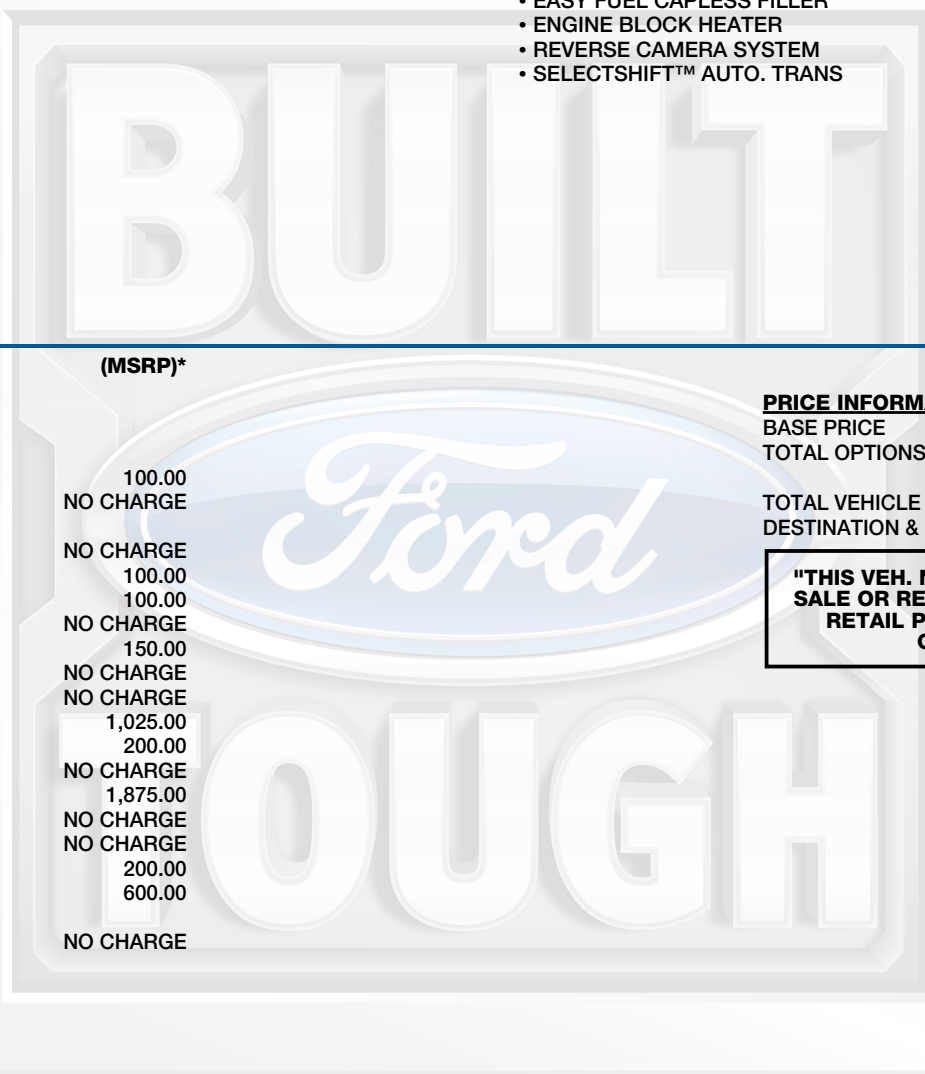 • EASY FUEL CAPLESS FILLER
• ENGINE BLOCK HEATER
• REVERSE CAMERA SYSTEM
• SELECTSHIFT™ AUTO. TRANS
BUILT
(MSRP)*
100.00
NO CHARGE
NO CHARGE
100.00
100.00
NO CHARGE
150.00
NO CHARGE
NO CHARGE
1,025.00
200.00
NO CHARGE
1,875.00
NO CHARGE
NO CHARGE
200.00
600.00
NO CHARGE
Ford
PRICE INFORM
BASE PRICE
TOTAL OPTIONS
TOTAL VEHICLE
DESTINATION &
"THIS VEH. 
SALE OR RE
RETAIL P
TOUGH